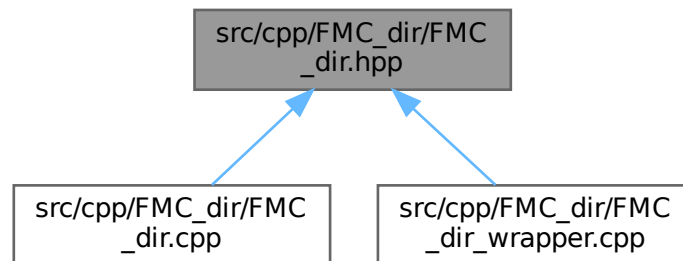 src/cpp/FMC_dir/FMC
_dir.hpp
src/cpp/FMC_dir/FMC
_dir.cpp
src/cpp/FMC_dir/FMC
_dir_wrapper.cpp